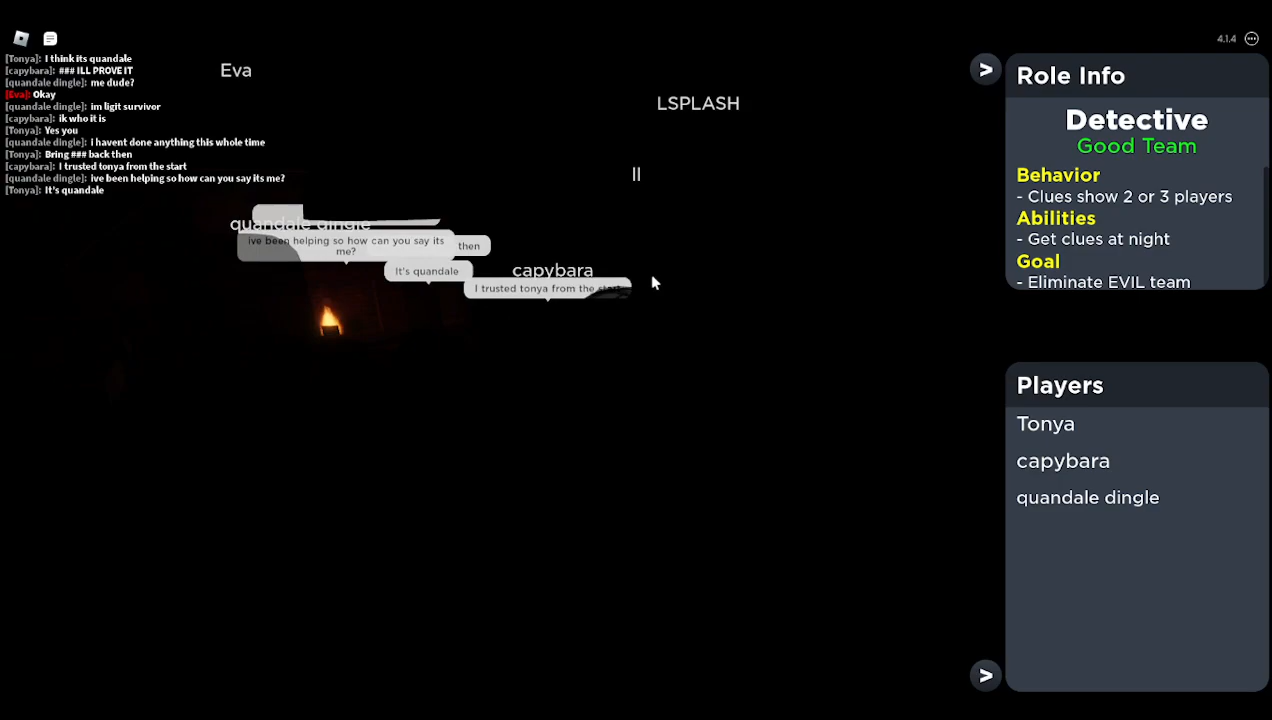 4.1.4
[Tonya]: I think its quandale
[capybara]: ### ILL PROVE IT
[quandale dingle]: me dude?
[Eva]: Okay
[quandale dingle]: im ligit survivor
[capybara]: ik who it is
[Tonya]: Yes you
[quandale dingle]: i havent done anything this whole time
[Tonya]: Bring ### back then
[capybara]: I trusted tonya from the start
[quandale dingle]: ive been helping so how can you say its me?
[Tonya]: It's quandale
Eva
LSPLASH
quandale dingle
ive been helping so how can you say its
me?
then
It's quandale
capybara
I trusted tonya from the start
>
Role Info
Detective
Good Team
Behavior
- Clues show 2 or 3 players
Abilities
- Get clues at night
Goal
- Eliminate EVIL team
Players
Tonya
capybara
quandale dingle
>